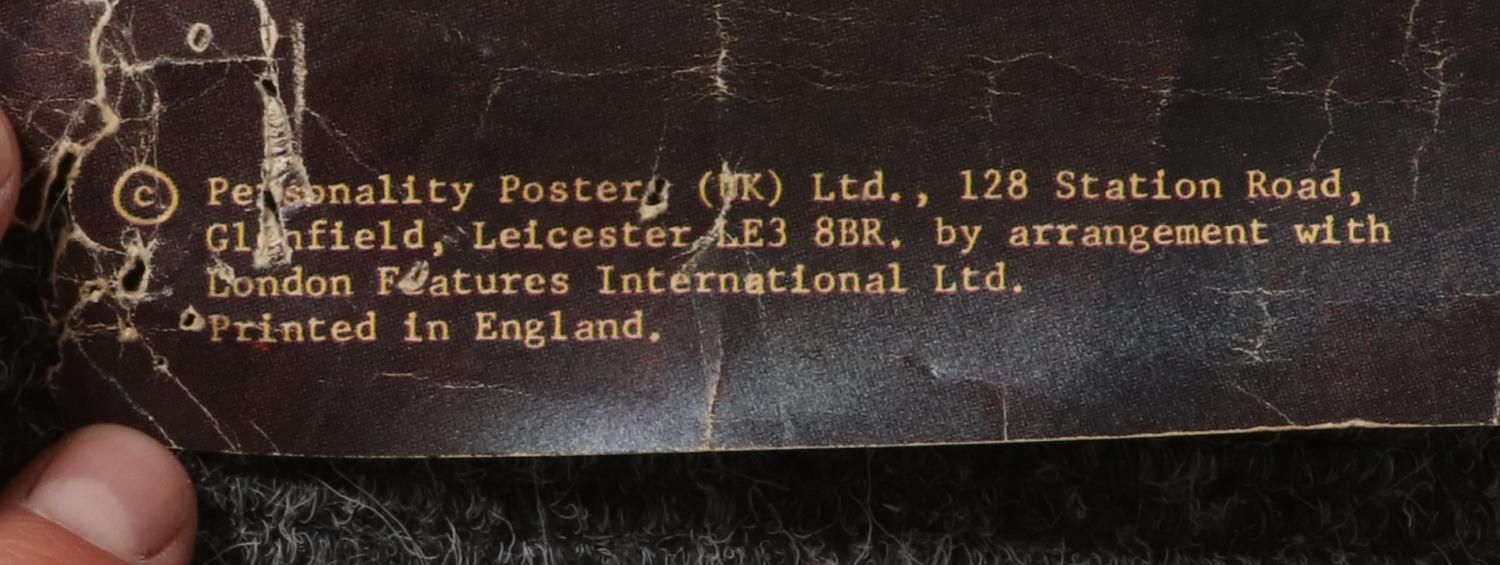 © Personality Posters (UK) Ltd., 128 Station Road,
Glenfield, Leicester LE3 8BR. by arrangement with
London Features International Ltd.
Printed in England.